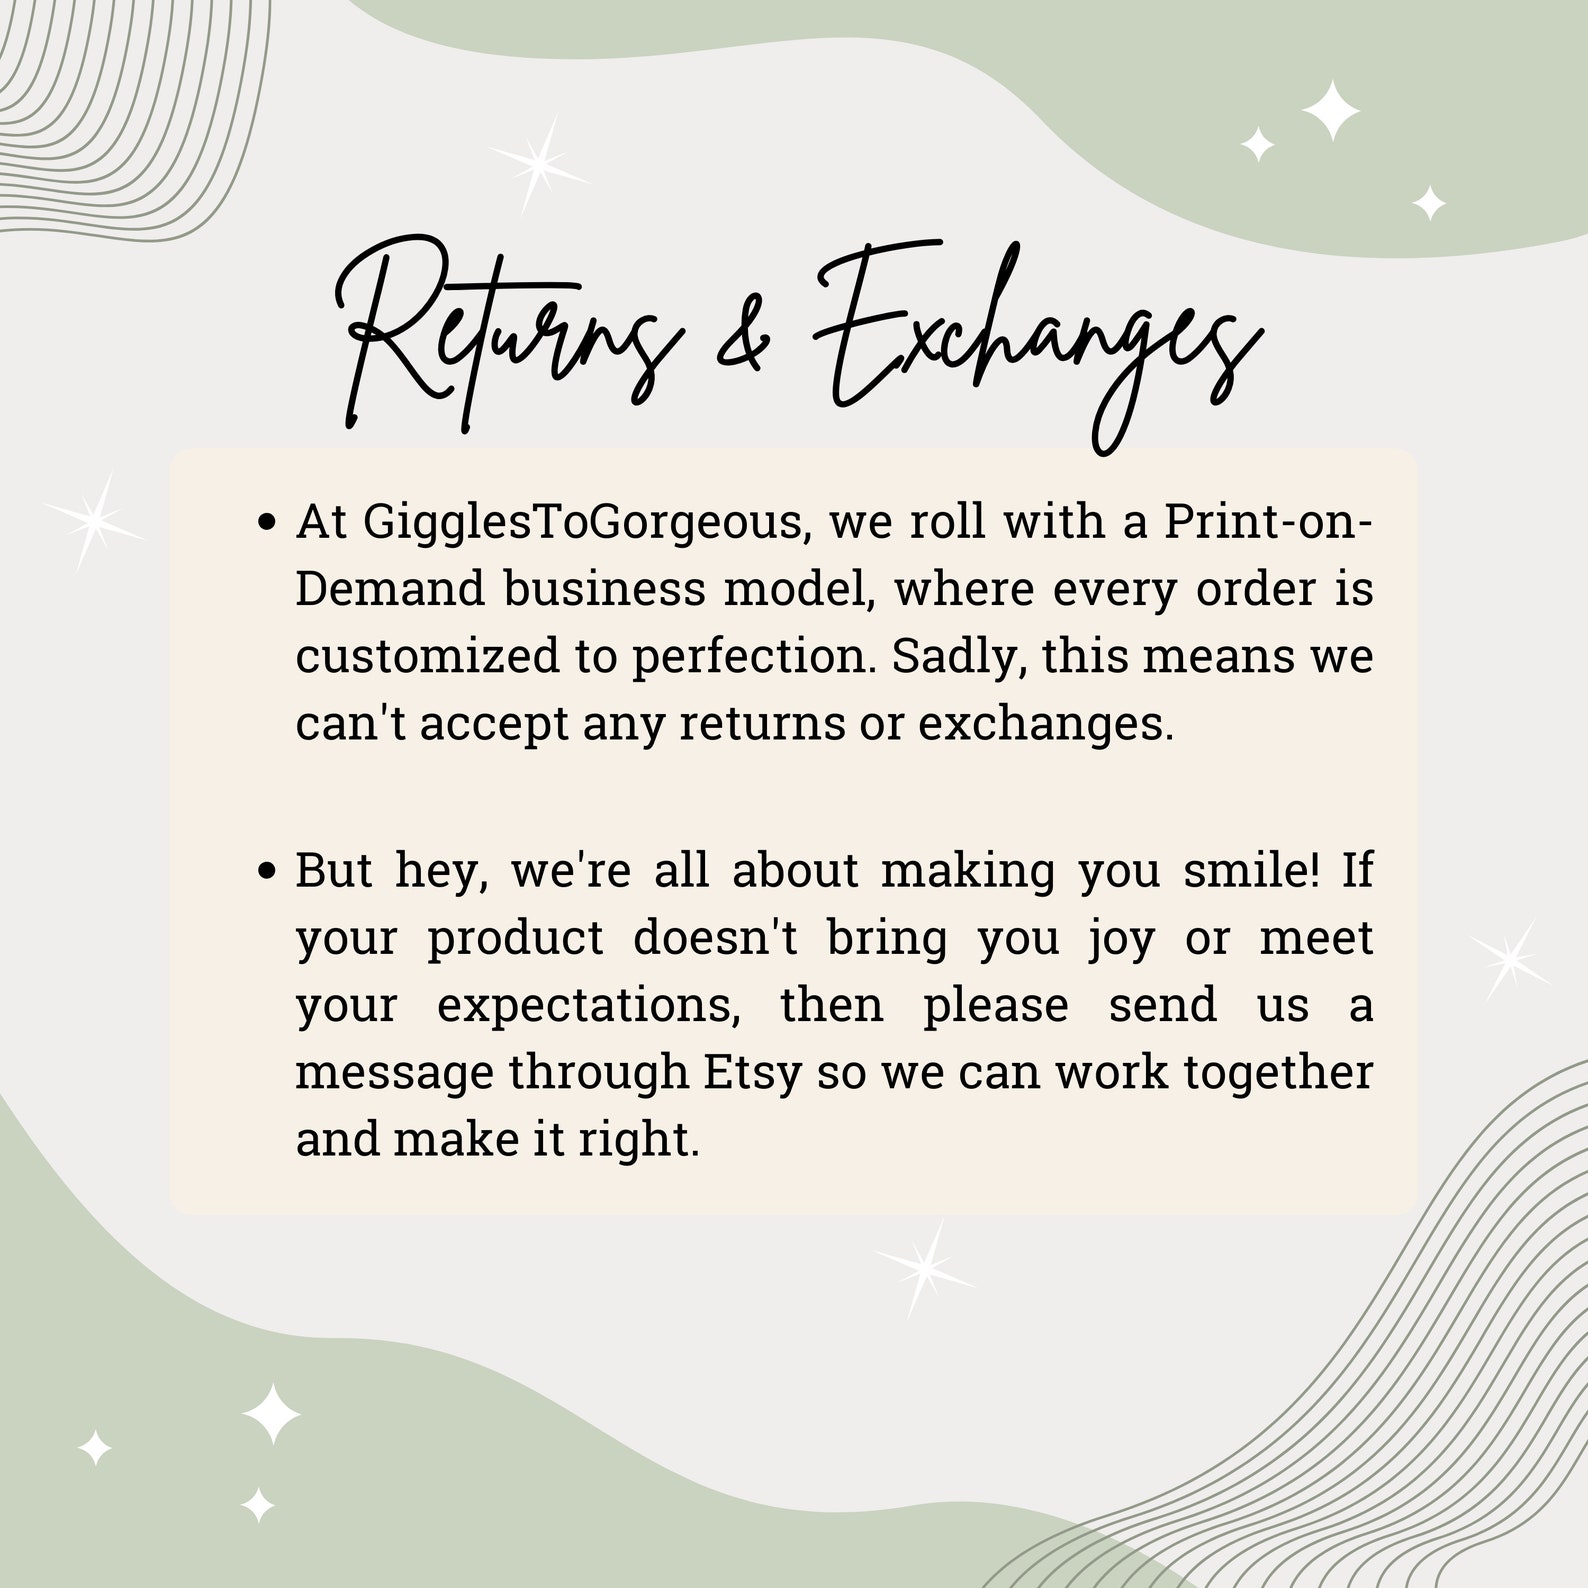 Returns & Exchanges
• At GigglesToGorgeous, we roll with a Print-on-
Demand business model, where every order is
customized to perfection. Sadly, this means we
can't accept any returns or exchanges.
• But hey, we're all about making you smile! If
your product doesn't bring you joy or meet
your expectations, then please send us a
message through Etsy so we can work together
and make it right.